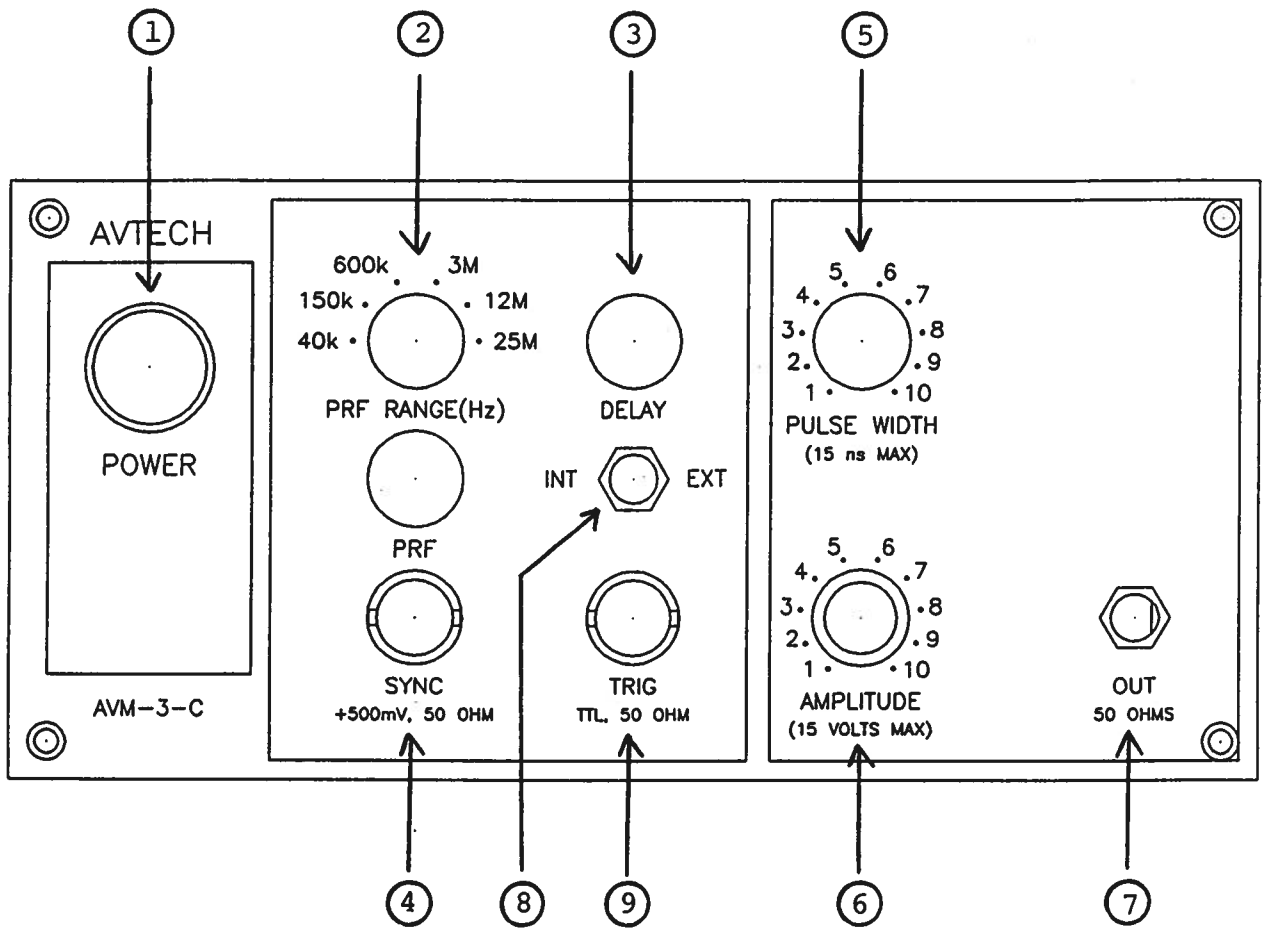 1
2
3
5
AVTECH
POWER
AVM-3-C
600k
3M
150k
12M
40k
25M
PRF RANGE(Hz)
DELAY
INT
EXT
PRF
SYNC
+500mV, 50 OHM
TRIG
TTL, 50 OHM
5
6
4
7
3
8
2
9
1
10
PULSE WIDTH
(15 ns MAX)
5
6
4
7
3
8
2
9
1
10
AMPLITUDE
(15 VOLTS MAX)
OUT
50 OHMS
4
8
9
6
7